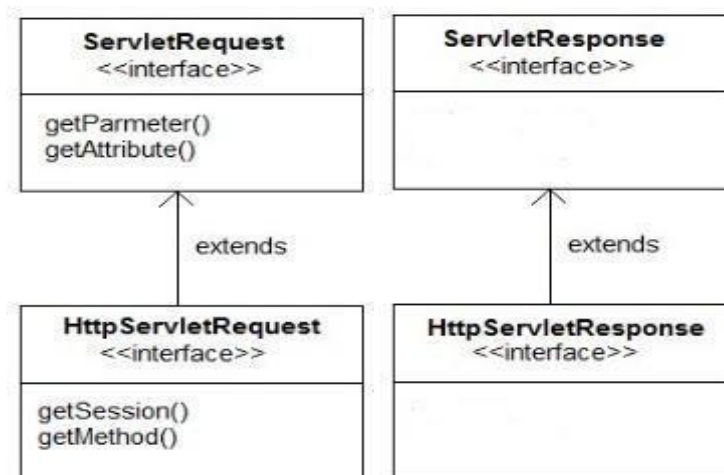 ServletRequest
<<interface>>
getParmeter()
getAttribute()
ServletResponse
<<interface>>
extends
extends
HttpServletRequest
<<interface>>
getSession()
getMethod()
HttpServletResponse
<<interface>>